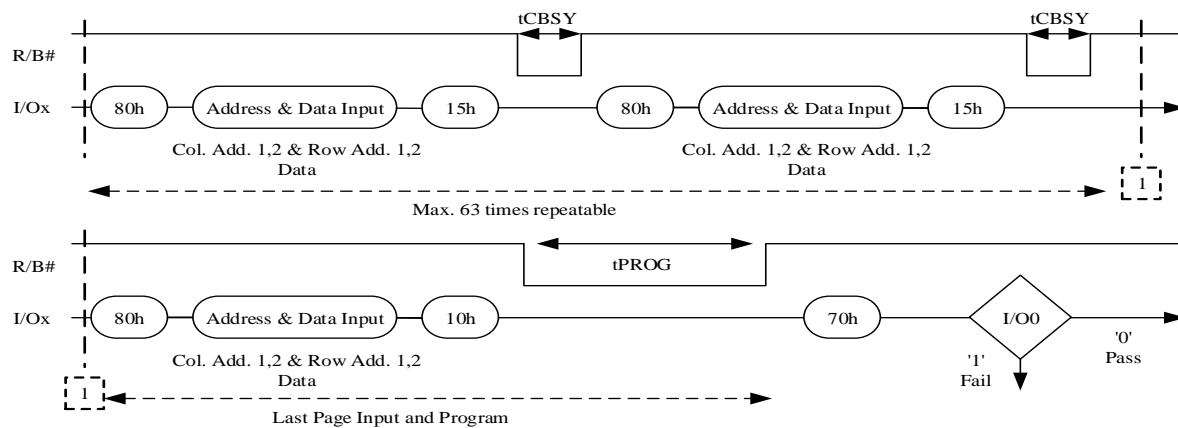 tCBSY
tCBSY
R/B#
I/Ox
80h
Address & Data Input
15h
80h
Address & Data Input
15h
Col. Add. 1,2 & Row Add. 1,2
Data
Col. Add. 1,2 & Row Add. 1,2
Data
1
Max. 63 times repeatable
R/B#
tPROG
I/Ox
80h
Address & Data Input
10h
70h
I/O0
'0'
Pass
'1'
Fail
Col. Add. 1,2 & Row Add. 1,2
Data
1
Last Page Input and Program